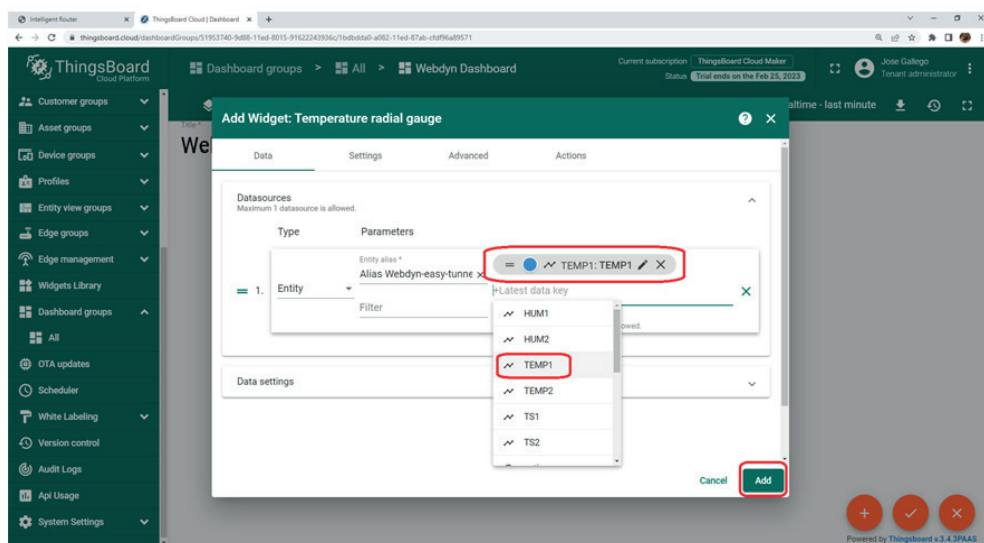 Intelligent Router
ThingsBoard Cloud | Dashboard
thingsboard.cloud/dashboardGroups/51953740-9d88-11ed-8015-91622243936c/1bdbdda0-a082-11ed-87ab-cfdf96a89571
ThingsBoard
Cloud Platform
Dashboard groups > All > Webdyn Dashboard
Current subscription ThingsBoard Cloud Maker
Status Trial ends on the Feb 25, 2023
Jose Gallego
Tenant administrator
Customer groups
Asset groups
Device groups
Profiles
Entity view groups
Edge groups
Edge management
Widgets Library
Dashboard groups
All
OTA updates
Scheduler
White Labeling
Version control
Audit Logs
Api Usage
System Settings
altime - last minute
Title *
We
Add Widget: Temperature radial gauge
Data Settings Advanced Actions
Datasources
Maximum 1 datasource is allowed.
Type Parameters
Entity alias *
Alias Webdyn-easy-tunne
TEMP1: TEMP1
1. Entity
+Latest data key
Filter
owed.
HUM1
HUM2
TEMP1
TEMP2
TS1
TS2
Data settings
Cancel Add
Powered by Thingsboard v.3.4.3PAAS